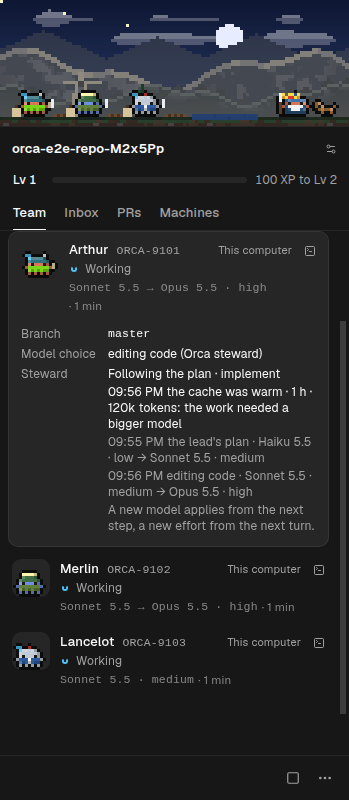 orca-e2e-repo-M2x5Pp
Lv 1
100 XP to Lv 2
Team Inbox PRs Machines
Arthur ORCA-9101 This computer
Working
Sonnet 5.5 → Opus 5.5 · high
· 1 min
Branch master
Model choice editing code (Orca steward)
Steward Following the plan · implement
09:56 PM the cache was warm · 1 h ·
120k tokens: the work needed a
bigger model
09:55 PM the lead's plan · Haiku 5.5
· low → Sonnet 5.5 · medium
09:56 PM editing code · Sonnet 5.5 ·
medium → Opus 5.5 · high
A new model applies from the next
step, a new effort from the next turn.
Merlin ORCA-9102 This computer
Working
Sonnet 5.5 → Opus 5.5 · high · 1 min
Lancelot ORCA-9103 This computer
Working
Sonnet 5.5 · medium · 1 min